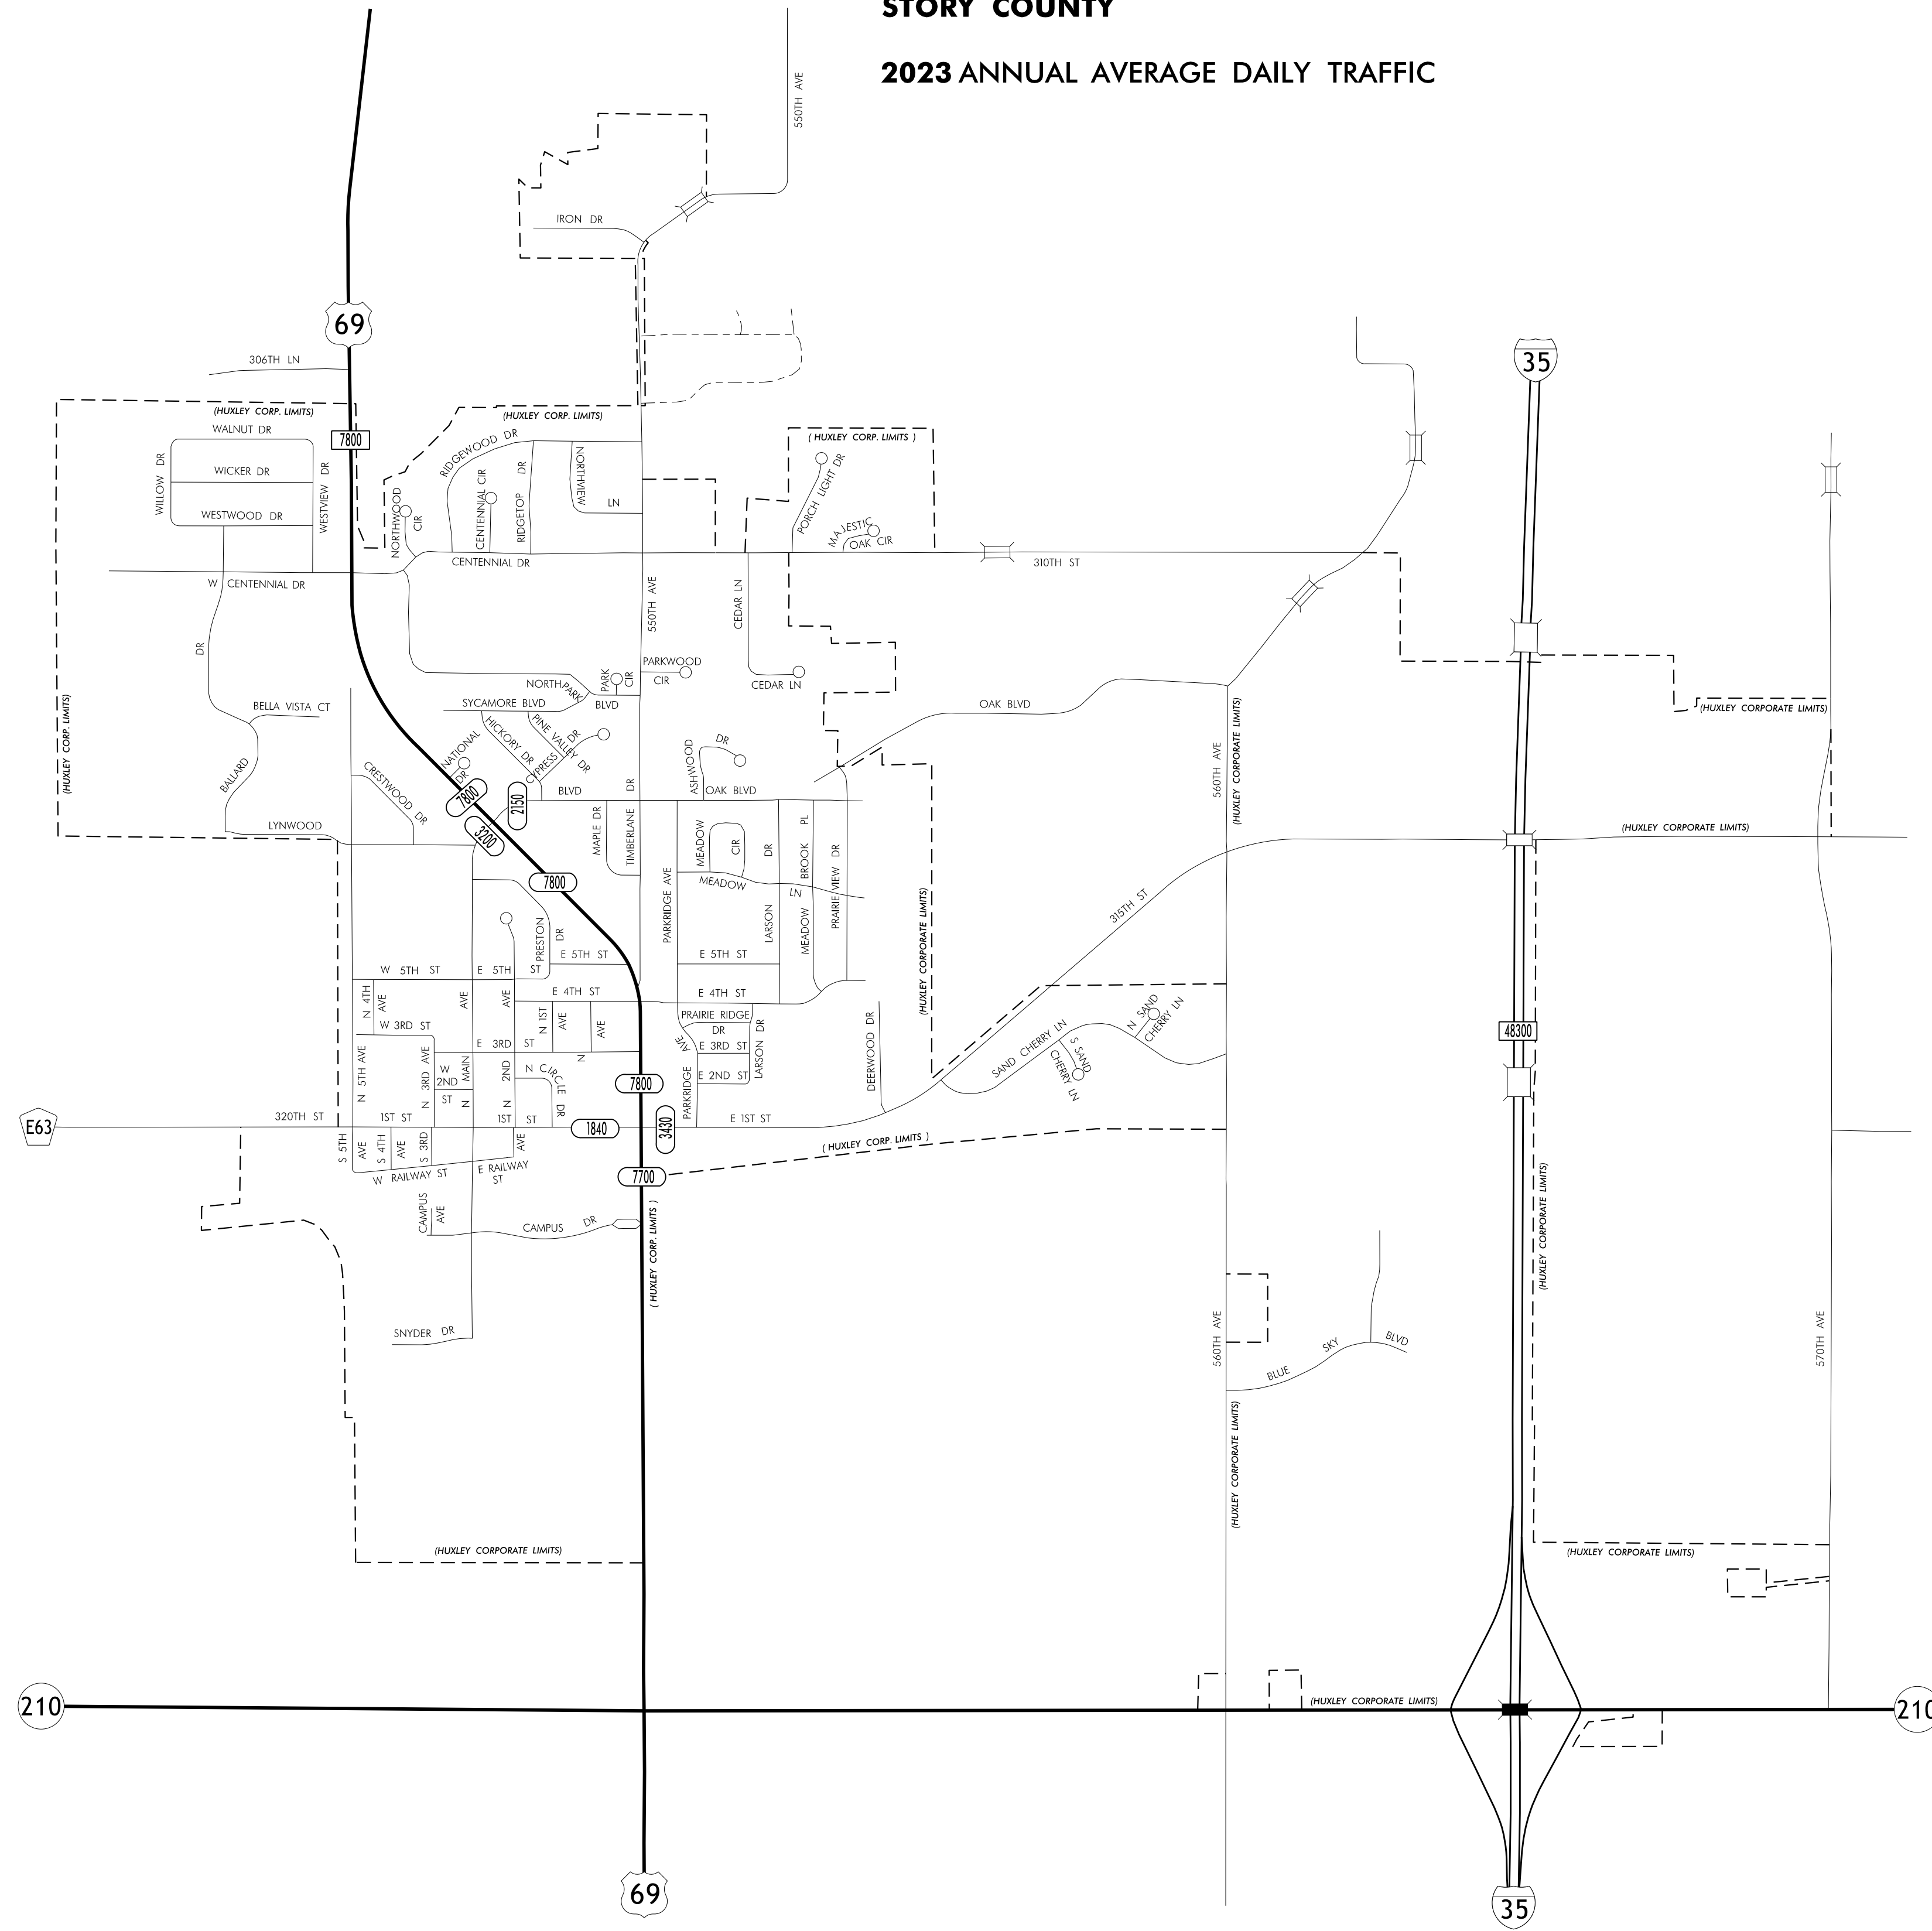 STORY COUNTY
2023 ANNUAL AVERAGE DAILY TRAFFIC
550TH AVE
IRON DR
69
306TH LN
35
(HUXLEY CORP. LIMITS)
(HUXLEY CORP. LIMITS)
( HUXLEY CORP. LIMITS )
WALNUT DR
7800
RIDGEWOOD DR
WILLOW DR
WICKER DR
WESTVIEW DR
WESTWOOD DR
NORTHWOOD
CIR
CENTENNIAL CIR
RIDGETOP DR
NORTHVIEW
LN
PORCH LIGHT DR
MAJESTIC
OAK CIR
CENTENNIAL DR
310TH ST
W CENTENNIAL DR
550TH AVE
CEDAR LN
DR
PARKWOOD
CIR
NORTH PARK
BLVD
PARK
CIR
CEDAR LN
BELLA VISTA CT
SYCAMORE BLVD
OAK BLVD
(HUXLEY CORP. LIMITS)
(HUXLEY CORPORATE LIMITS)
(HUXLEY CORPORATE LIMITS)
HICKORY DR
PINE VALLEY DR
CYPRESS DR
NATIONAL
DR
ASHWOOD
DR
560TH AVE
BALLARD
CRESTWOOD DR
7800
2150
BLVD
DR
OAK BLVD
LYNWOOD
3200
MAPLE DR
TIMBERLANE
MEADOW
CIR
DR
BROOK PL
PRAIRIE VIEW DR
(HUXLEY CORPORATE LIMITS)
7800
PARKRIDGE AVE
MEADOW
LN
LARSON
MEADOW
315TH ST
(HUXLEY CORPORATE LIMITS)
PRESTON
DR
E 5TH ST
E 5TH ST
W 5TH ST
E 5TH
ST
E 4TH ST
E 4TH ST
N 4TH
AVE
AVE
AVE
N 1ST
AVE
AVE
N
PRAIRIE RIDGE
DR
W 3RD ST
E 3RD ST
E 3RD ST
AVE
LARSON DR
DEERWOOD DR
SAND CHERRY LN
N SAND
CHERRY LN
S SAND
CHERRY LN
48300
N 5TH AVE
N 3RD AVE
W
2ND
ST
MAIN
N
2ND
N
N CIRCLE DR
E 2ND ST
7800
PARKRIDGE
E63
320TH ST
1ST ST
1ST ST
1840
3430
E 1ST ST
S 5TH
AVE
S 4TH
AVE
S 3RD
AVE
W RAILWAY ST
E RAILWAY
ST
7700
( HUXLEY CORP. LIMITS )
CAMPUS
AVE
CAMPUS DR
( HUXLEY CORP. LIMITS )
(HUXLEY CORPORATE LIMITS)
SNYDER DR
560TH AVE
BLUE SKY BLVD
570TH AVE
(HUXLEY CORPORATE LIMITS)
(HUXLEY CORPORATE LIMITS)
(HUXLEY CORPORATE LIMITS)
210
(HUXLEY CORPORATE LIMITS)
210
69
35